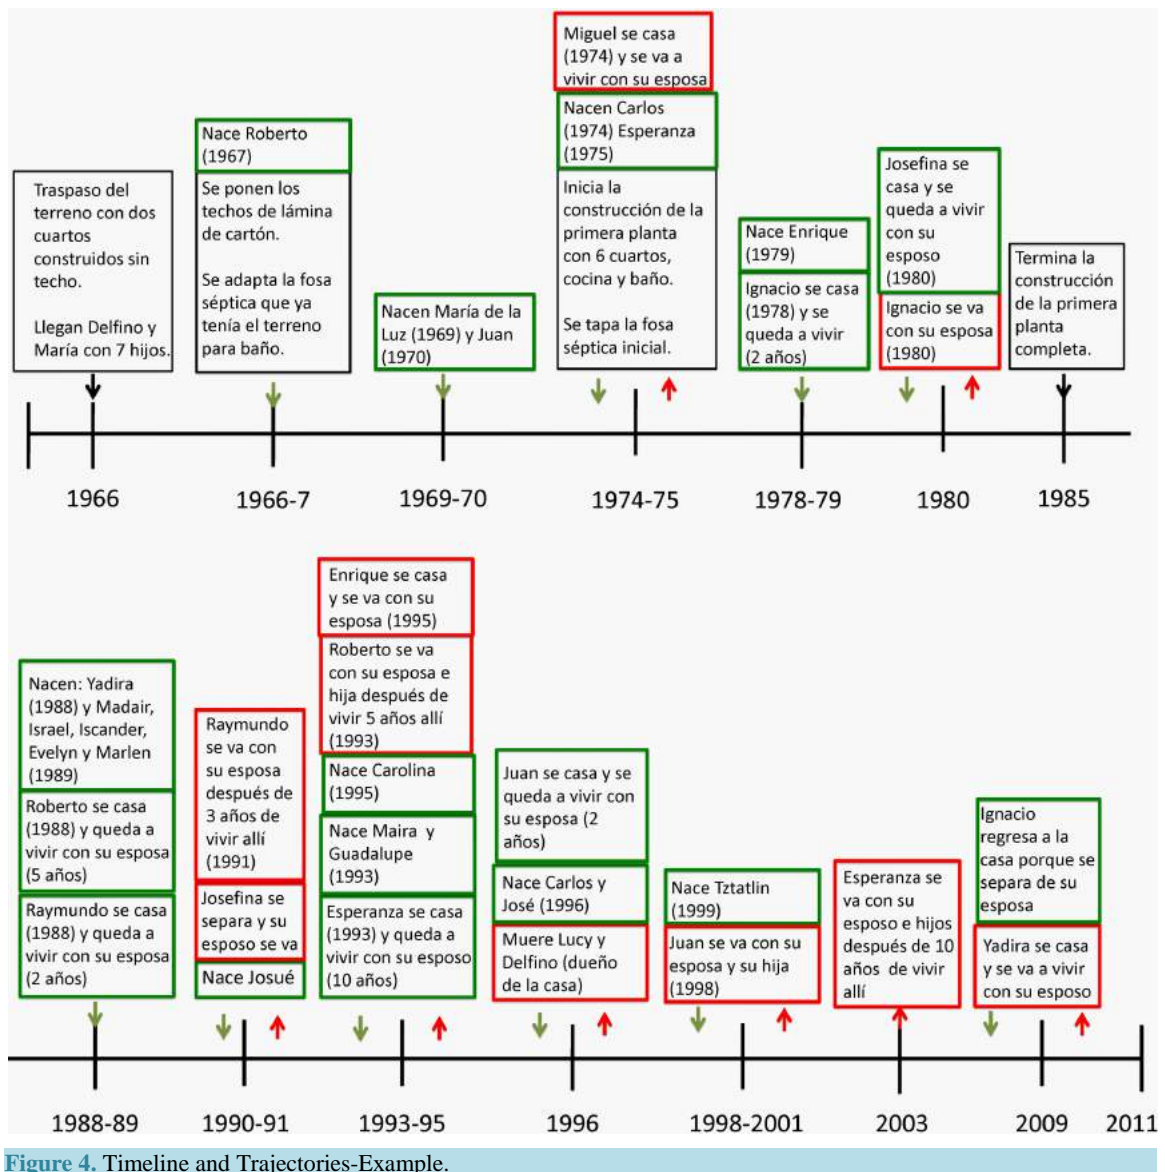 Traspaso del
terreno con dos
cuartos
construidos sin
techo.
Llegan Delfino y
María con 7 hijos.
Nace Roberto
(1967)
Se ponen los
techos de lámina
de cartón.
Se adapta la fosa
séptica que ya
tenía el terreno
para baño.
Nacen María de la
Luz (1969) y Juan
(1970)
Miguel se casa
(1974) y se va a
vivir con su esposa
Nacen Carlos
(1974) Esperanza
(1975)
Inicia la
construcción de la
primera planta
con 6 cuartos,
cocina y baño.
Se tapa la fosa
séptica inicial.
Nace Enrique
(1979)
Ignacio se casa
(1978) y se
queda a vivir
(2 años)
Josefina se
casa y se
queda a vivir
con su
esposo
(1980)
Ignacio se va
con su esposa
(1980)
Termina la
construcción
de la primera
planta
completa.
1966
1966-7
1969-70
1974-75
1978-79
1980
1985
Nacen: Yadira
(1988) y Madair,
Israel, Iscander,
Evelyn y Marlen
(1989)
Roberto se casa
(1988) y queda a
vivir con su esposa
(5 años)
Raymundo se casa
(1988) y queda a
vivir con su esposa
(2 años)
Raymundo
se va con
su esposa
después de
3 años de
vivir allí
(1991)
Josefina se
separa y su
esposo se va
Nace Josué
Enrique se casa
y se va con su
esposa (1995)
Roberto se va
con su esposa e
hija después de
vivir 5 años allí
(1993)
Nace Carolina
(1995)
Nace Maira y
Guadalupe
(1993)
Esperanza se casa
(1993) y queda a
vivir con su esposo
(10 años)
Juan se casa y se
queda a vivir con
su esposa (2
años)
Nace Carlos y
José (1996)
Muere Lucy y
Delfino (dueño
de la casa)
Nace Tztatlin
(1999)
Juan se va con su
esposa y su hija
(1998)
Esperanza se
va con su
esposo e hijos
después de 10
años de vivir
allí
Ignacio
regresa a la
casa porque se
separa de su
esposa
Yadira se casa
y se va a vivir
con su esposo
1988-89
1990-91
1993-95
1996
1998-2001
2003
2009
2011
Figure 4. Timeline and Trajectories-Example.